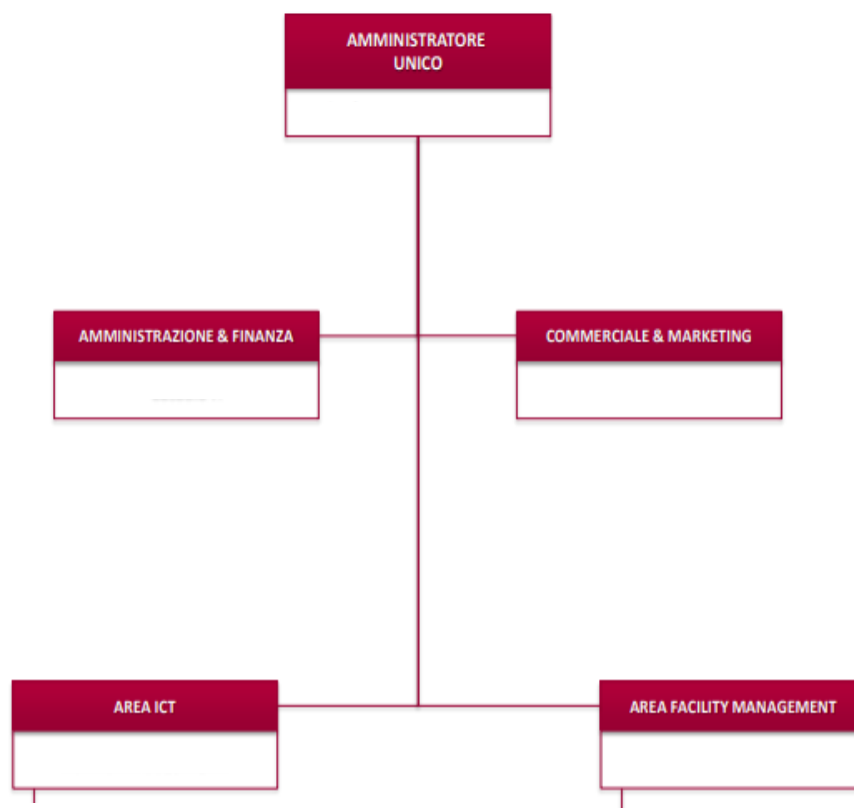 AMMINISTRATORE
UNICO
AMMINISTRAZIONE & FINANZA
COMMERCIALE & MARKETING
AREA ICT
AREA FACILITY MANAGEMENT